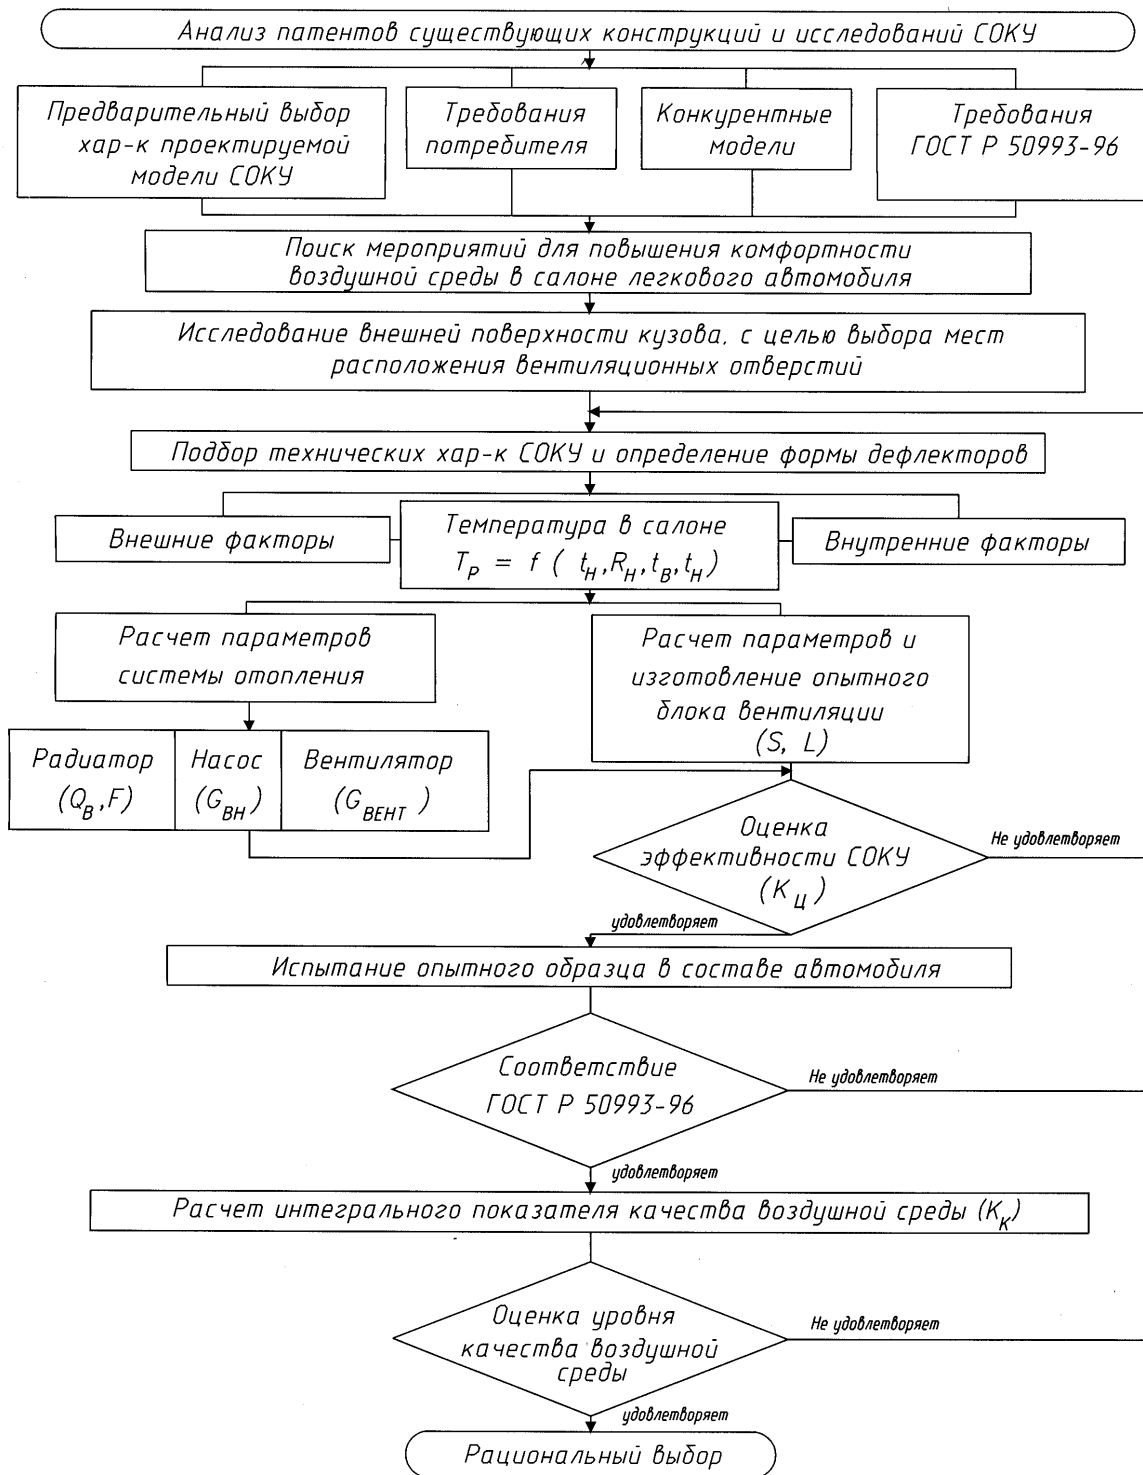 Анализ патентов существующих конструкций и исследований СОКУ
Предварительный выбор
хар-к проектируемой
модели СОКУ
Требования
потребителя
Конкурентные
модели
Требования
ГОСТ Р 50993-96
Поиск мероприятий для повышения комфортности
воздушной среды в салоне легкового автомобиля
Исследование внешней поверхности кузова, с целью выбора мест
расположения вентиляционных отверстий
Подбор технических хар-к СОКУ и определение формы дефлекторов
Внешние факторы
Температура в салоне
T_P = f ( t_H, R_H, t_B, t_H)
Внутренние факторы
Расчет параметров
системы отопления
Расчет параметров и
изготовление опытного
блока вентиляции
(S, L)
Радиатор
(Q_B, F)
Насос
(G_BH)
Вентилятор
(G_ВЕНТ )
Оценка
эффективности СОКУ
(K_Ц)
Не удовлетворяет
удовлетворяет
Испытание опытного образца в составе автомобиля
Соответствие
ГОСТ Р 50993-96
Не удовлетворяет
удовлетворяет
Расчет интегрального показателя качества воздушной среды (K_K)
Оценка уровня
качества воздушной
среды
Не удовлетворяет
удовлетворяет
Рациональный выбор